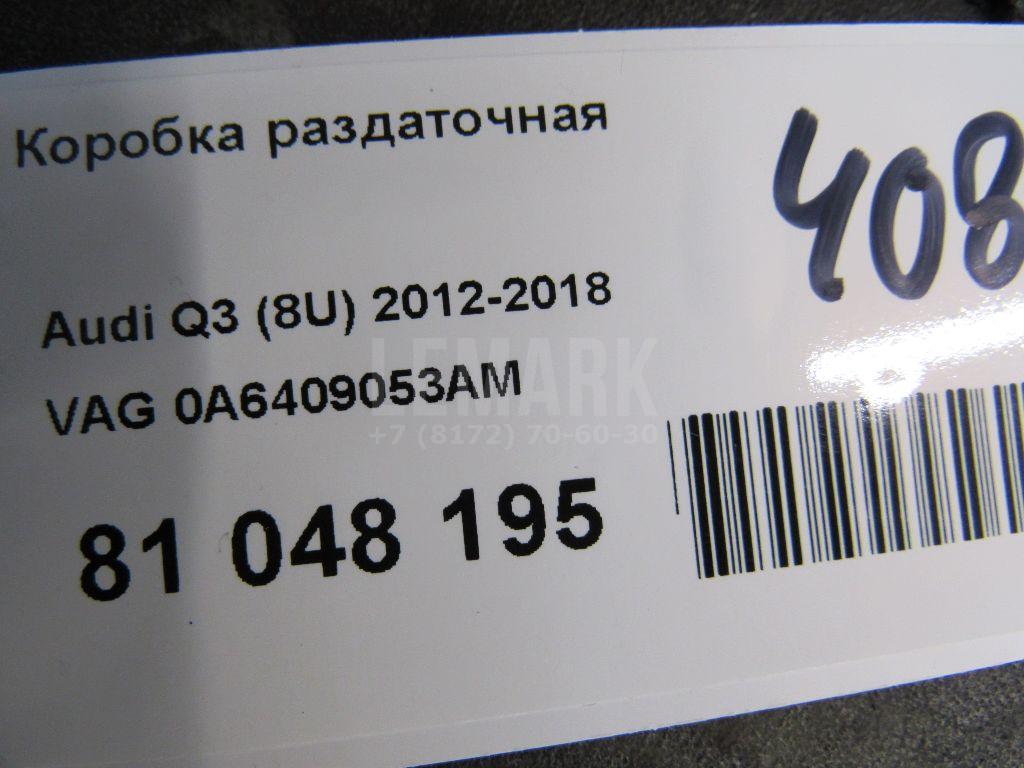 Коробка раздаточная
408
Audi Q3 (8U) 2012-2018
VAG 0A6409053AM
LEMARK
+7 (8172) 70-60-30
81 048 195